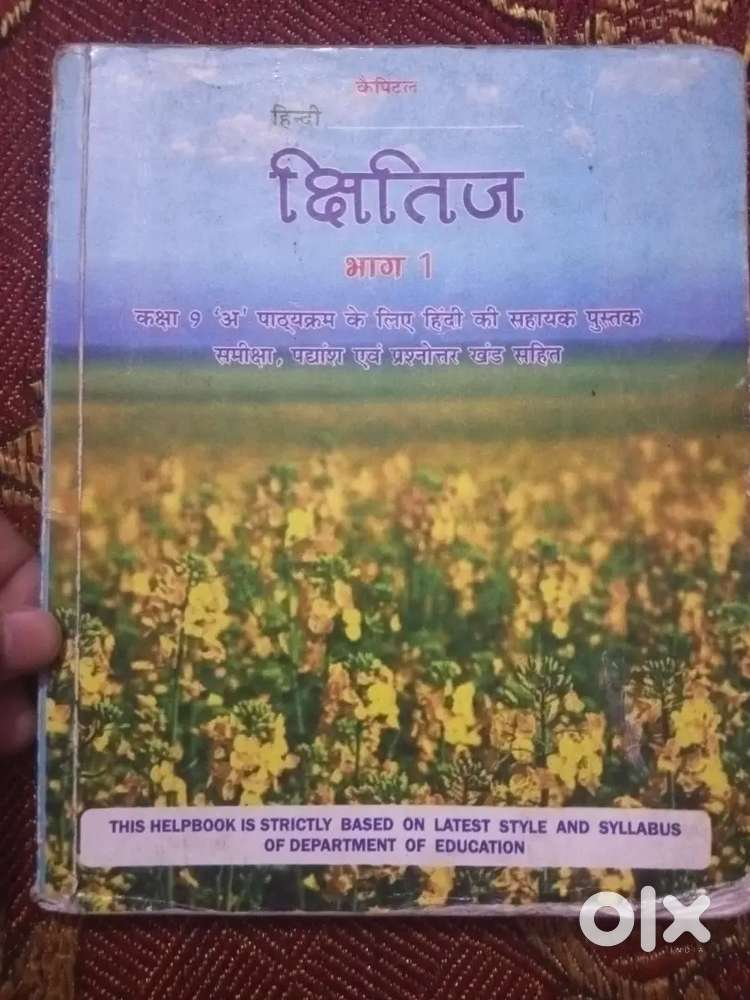 कैपिटल
हिन्दी
क्षितिज
भाग 1
कक्षा 9 'अ' पाठ्यक्रम के लिए हिंदी की सहायक पुस्तक
समीक्षा, पद्यांश एवं प्रश्नोत्तर खंड सहित
THIS HELPBOOK IS STRICTLY BASED ON LATEST STYLE AND SYLLABUS
OF DEPARTMENT OF EDUCATION
olx
INDIA